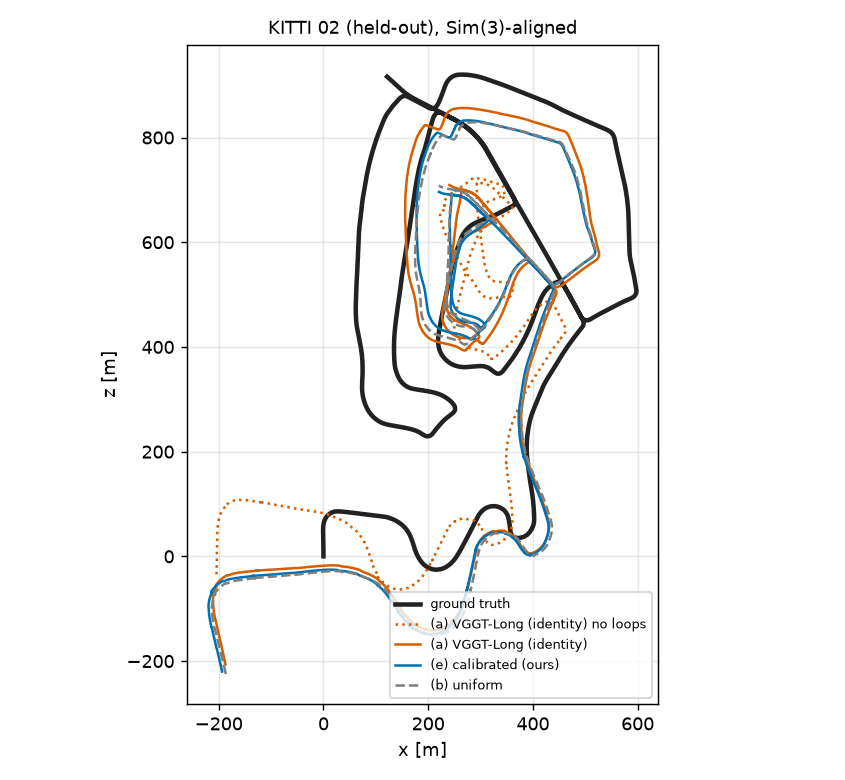 KITTI 02 (held-out), Sim(3)-aligned
z [m]
800
600
400
200
0
−200
−200
0
200
400
600
x [m]
ground truth
(a) VGGT-Long (identity) no loops
(a) VGGT-Long (identity)
(e) calibrated (ours)
(b) uniform